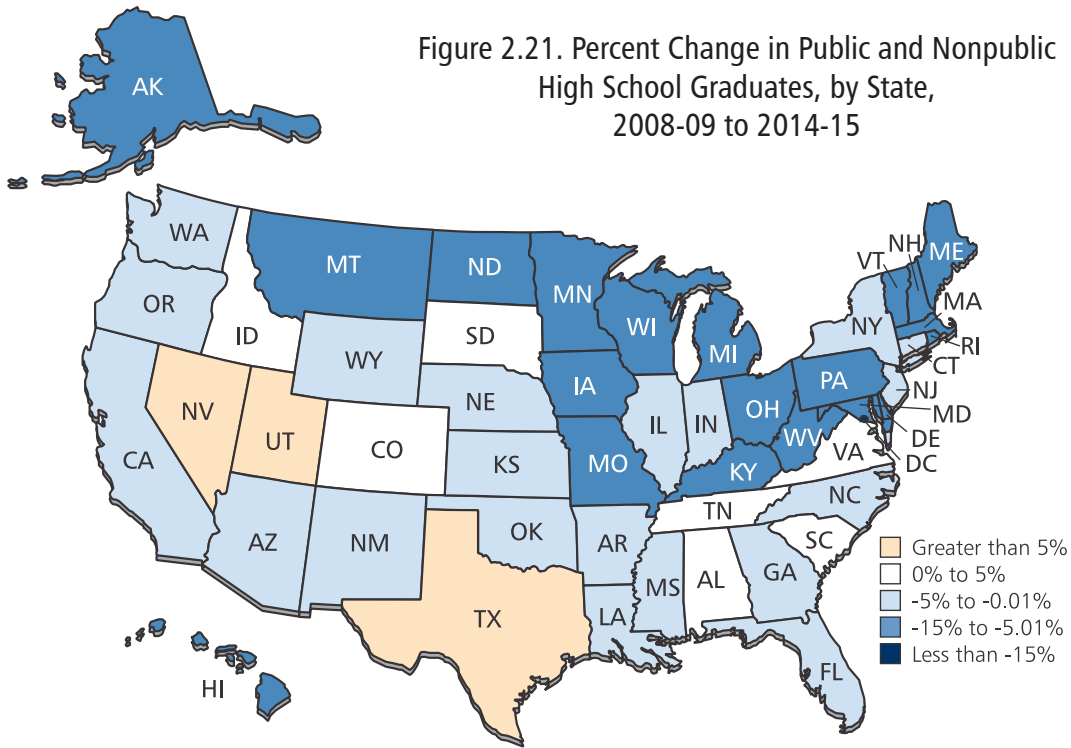 Figure 2.21. Percent Change in Public and Nonpublic
High School Graduates, by State,
2008-09 to 2014-15
AK
WA
MT
ND
MN
VT
NH
ME
OR
ID
SD
WI
MI
NY
MA
RI
CT
WY
IA
PA
NJ
NV
UT
NE
IL
IN
OH
MD
CA
CO
KS
MO
WV
KY
VA
DE
DC
AZ
NM
OK
AR
TN
NC
SC
TX
LA
MS
AL
GA
FL
HI
Greater than 5%
0% to 5%
-5% to -0.01%
-15% to -5.01%
Less than -15%